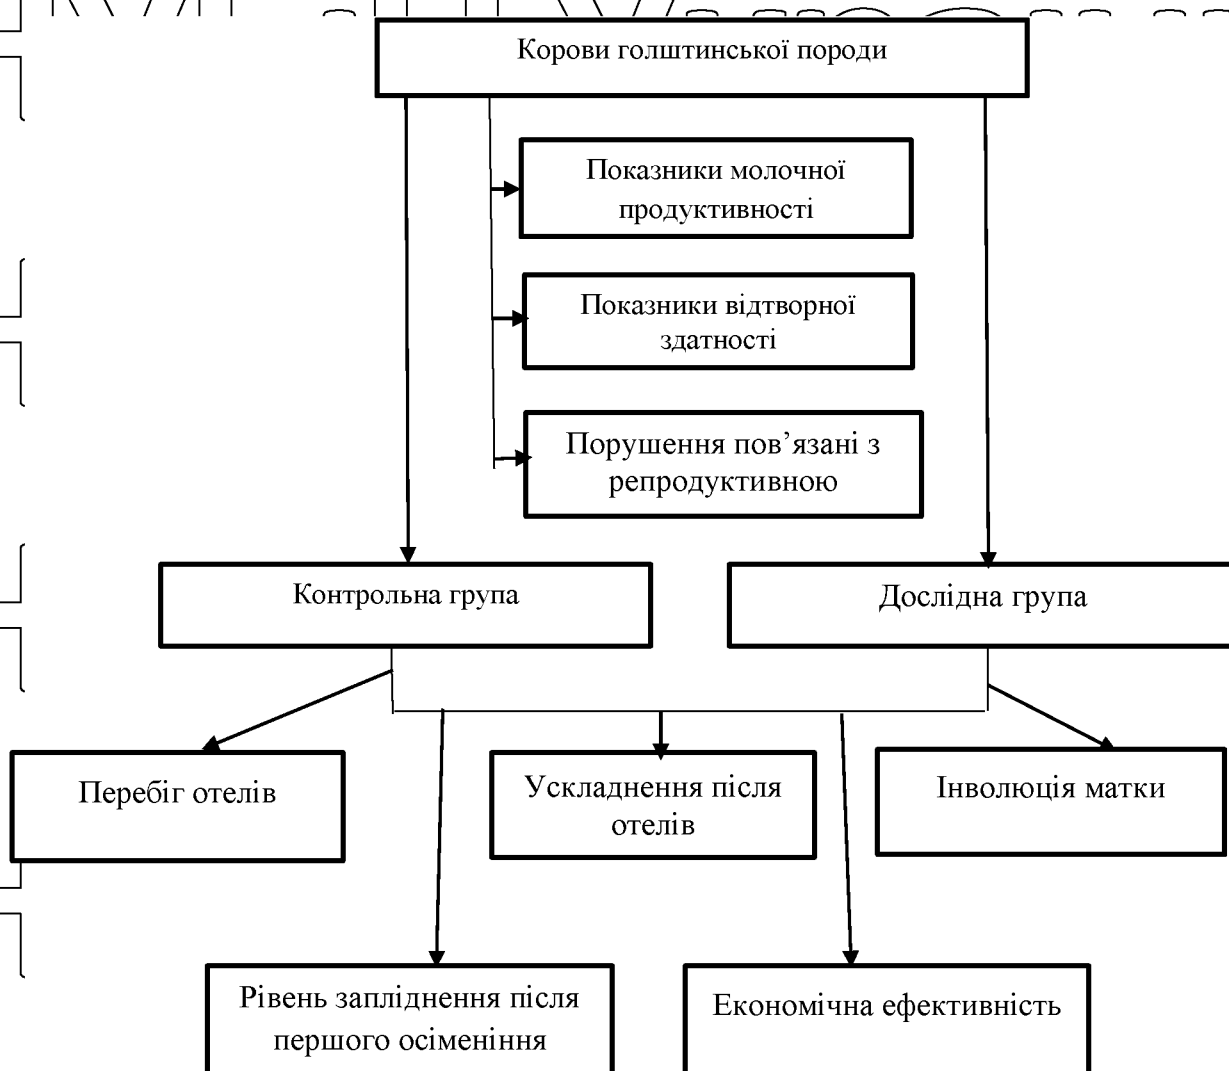 Корови голштинської породи
Показники молочної
продуктивності
Показники відтворної
здатності
Порушення пов’язані з
репродуктивною
Контрольна група
Дослідна група
Перебіг отелів
Ускладнення після
отелів
Інволюція матки
Рівень запліднення після
першого осіменіння
Економічна ефективність